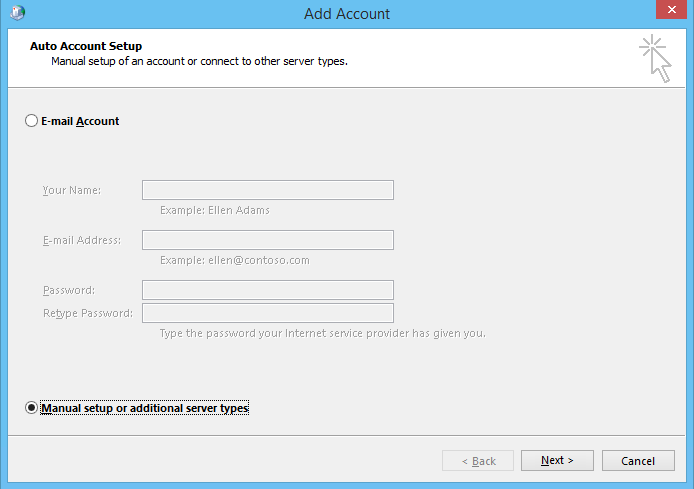 Add Account
Auto Account Setup
Manual setup of an account or connect to other server types.
E-mail Account
Your Name:
Example: Ellen Adams
E-mail Address:
Example: ellen@contoso.com
Password:
Retype Password:
Type the password your Internet service provider has given you.
Manual setup or additional server types
< Back Next > Cancel